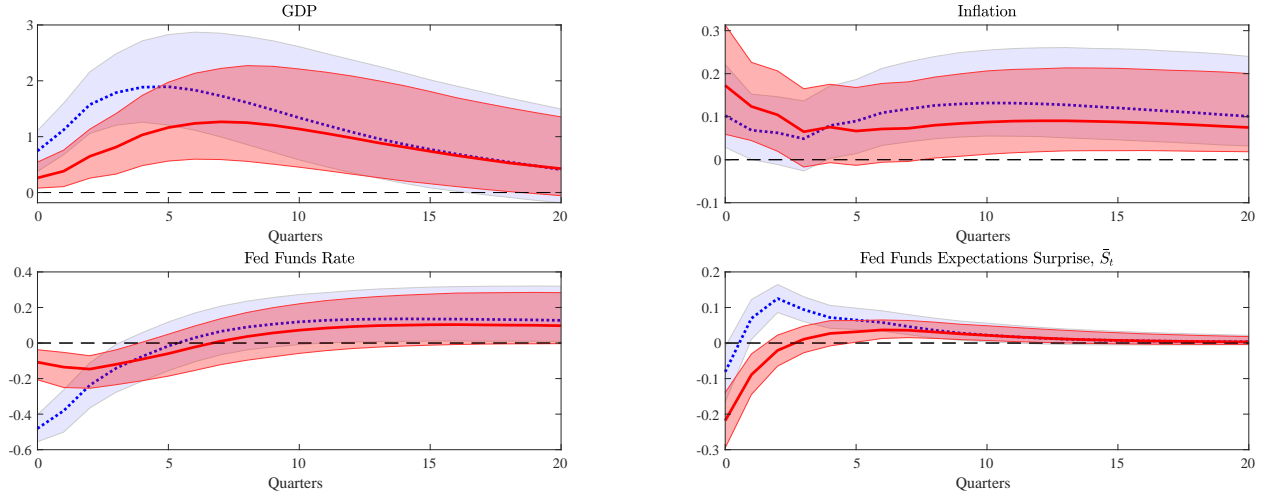 GDP
3
2
1
0
0 5 10 15 20
Quarters
Inflation
0.3
0.2
0.1
0
-0.1
0 5 10 15 20
Quarters
Fed Funds Rate
0.4
0.2
0
-0.2
-0.4
-0.6
0 5 10 15 20
Quarters
Fed Funds Expectations Surprise, S̄ₜ
0.2
0.1
0
-0.1
-0.2
-0.3
0 5 10 15 20
Quarters